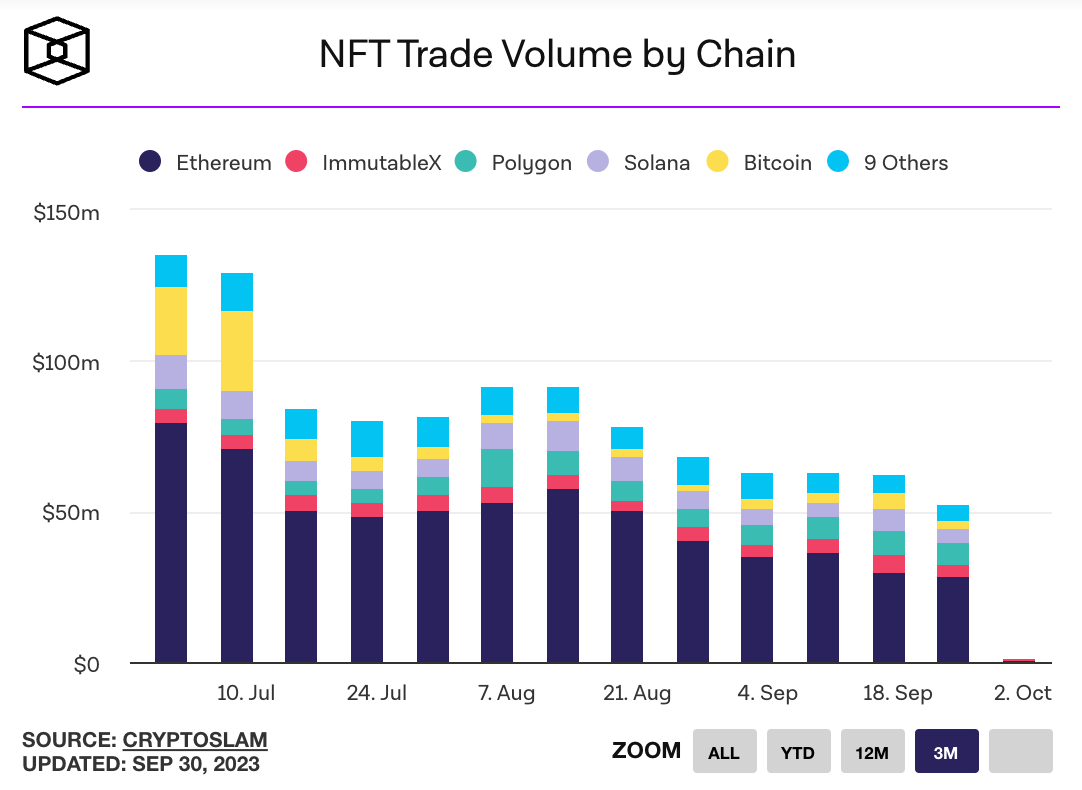 NFT Trade Volume by Chain
Ethereum ImmutableX Polygon Solana Bitcoin 9 Others
$150m
$100m
$50m
$0
10. Jul 24. Jul 7. Aug 21. Aug 4. Sep 18. Sep 2. Oct
SOURCE: CRYPTOSLAM
UPDATED: SEP 30, 2023
ZOOM ALL YTD 12M 3M